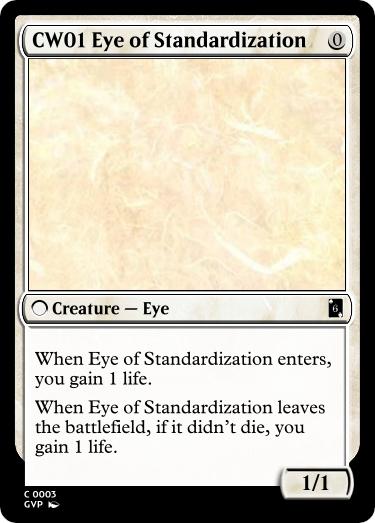 CW01 Eye of Standardization 0
Creature — Eye 6
When Eye of Standardization enters,
you gain 1 life.
When Eye of Standardization leaves
the battlefield, if it didn't die, you
gain 1 life.
1/1
C 0003
GVP